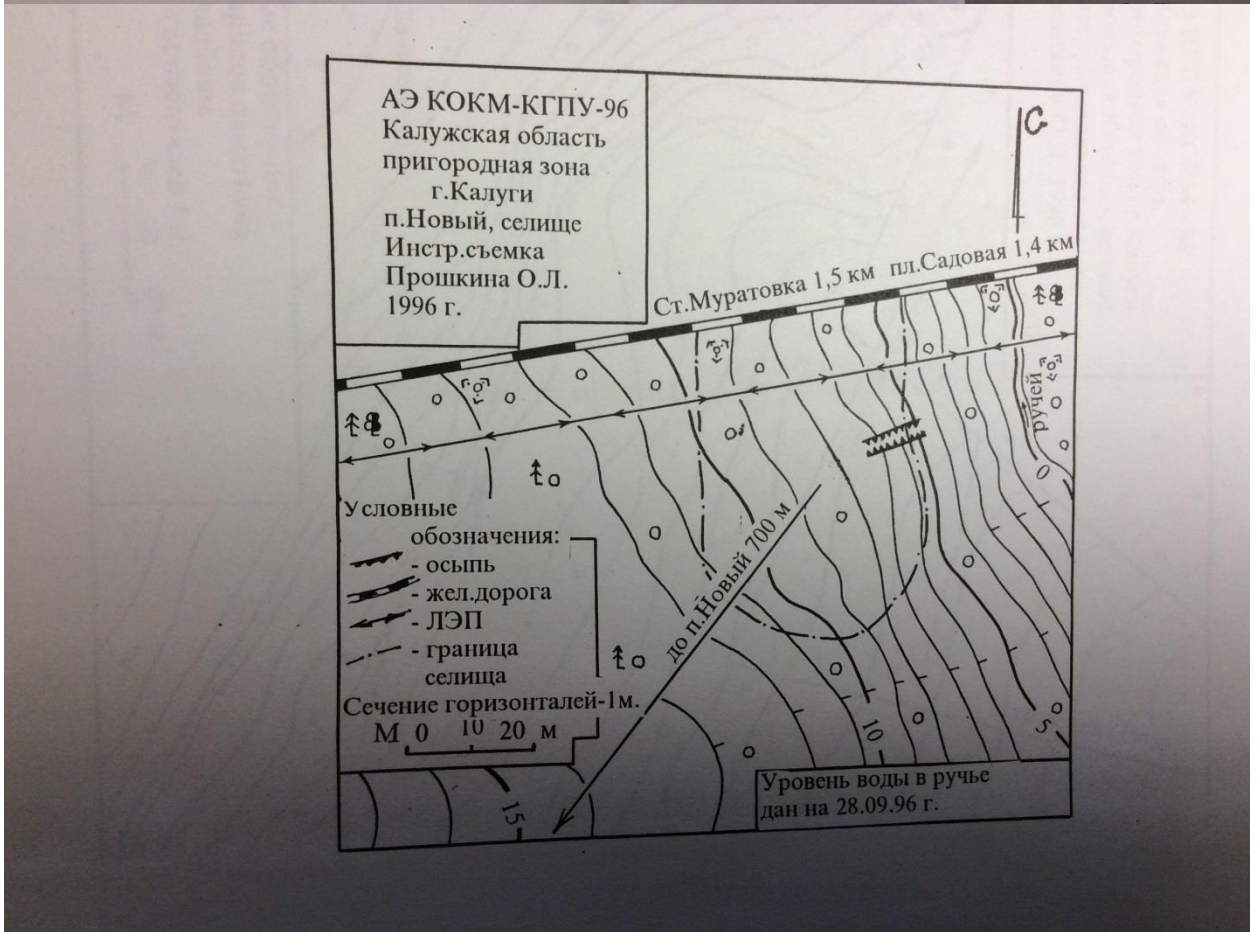 АЭ КОКМ-КГПУ-96
Калужская область
пригородная зона
г.Калуги
п.Новый, селище
Инстр.съемка
Прошкина О.Л.
1996 г.
С
Ст.Муратовка 1,5 км пл.Садовая 1,4 км
ручей
0
Условные
обозначения:
- осыпь
- жел.дорога
- ЛЭП
- граница
селища
Сечение горизонталей-1м.
М 0 10 20 м
до п.Новый 700 м
10
5
15
Уровень воды в ручье
дан на 28.09.96 г.